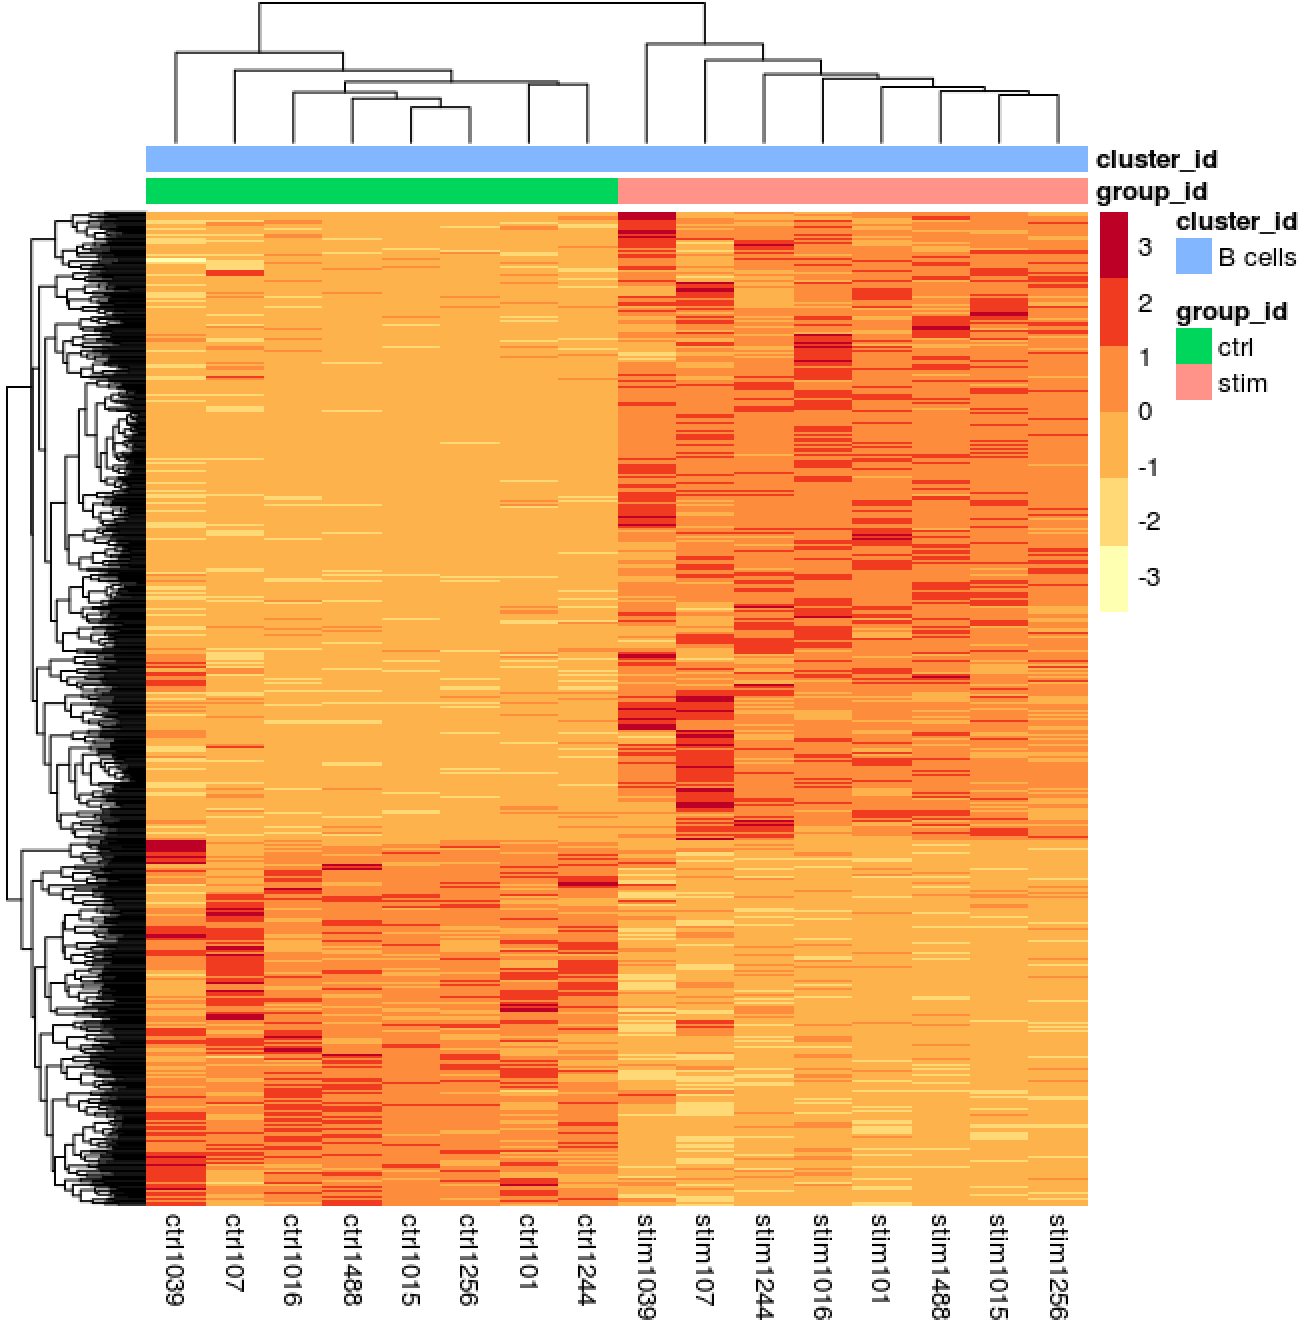 cluster_id
group_id
3
2
1
0
-1
-2
-3
cluster_id
B cells
group_id
ctrl
stim
ctrl1039
ctrl107
ctrl1016
ctrl1488
ctrl1015
ctrl1256
ctrl101
ctrl1244
stim1039
stim107
stim1244
stim1016
stim101
stim1488
stim1015
stim1256